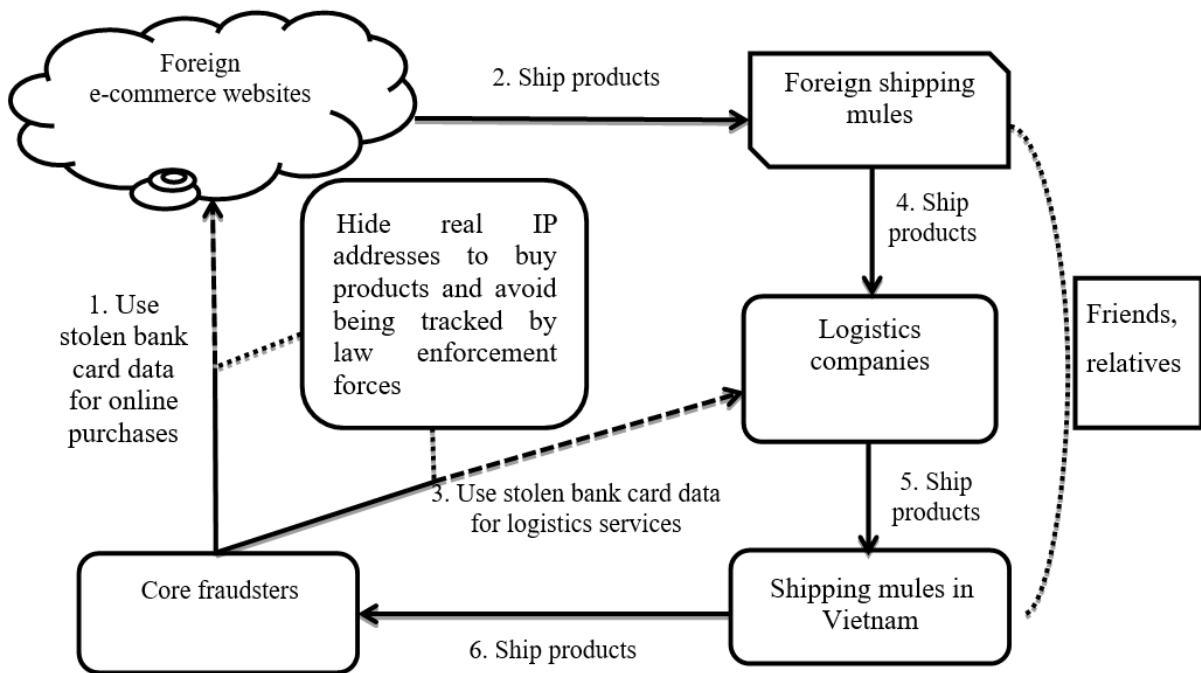 Foreign
e-commerce websites
2. Ship products
Foreign shipping
mules
Hide real IP
addresses to buy
products and avoid
being tracked by
law enforcement
forces
4. Ship
products
1. Use
stolen bank
card data
for online
purchases
Logistics
companies
Friends,
relatives
3. Use stolen bank card data
for logistics services
5. Ship
products
Core fraudsters
Shipping mules in
Vietnam
6. Ship products